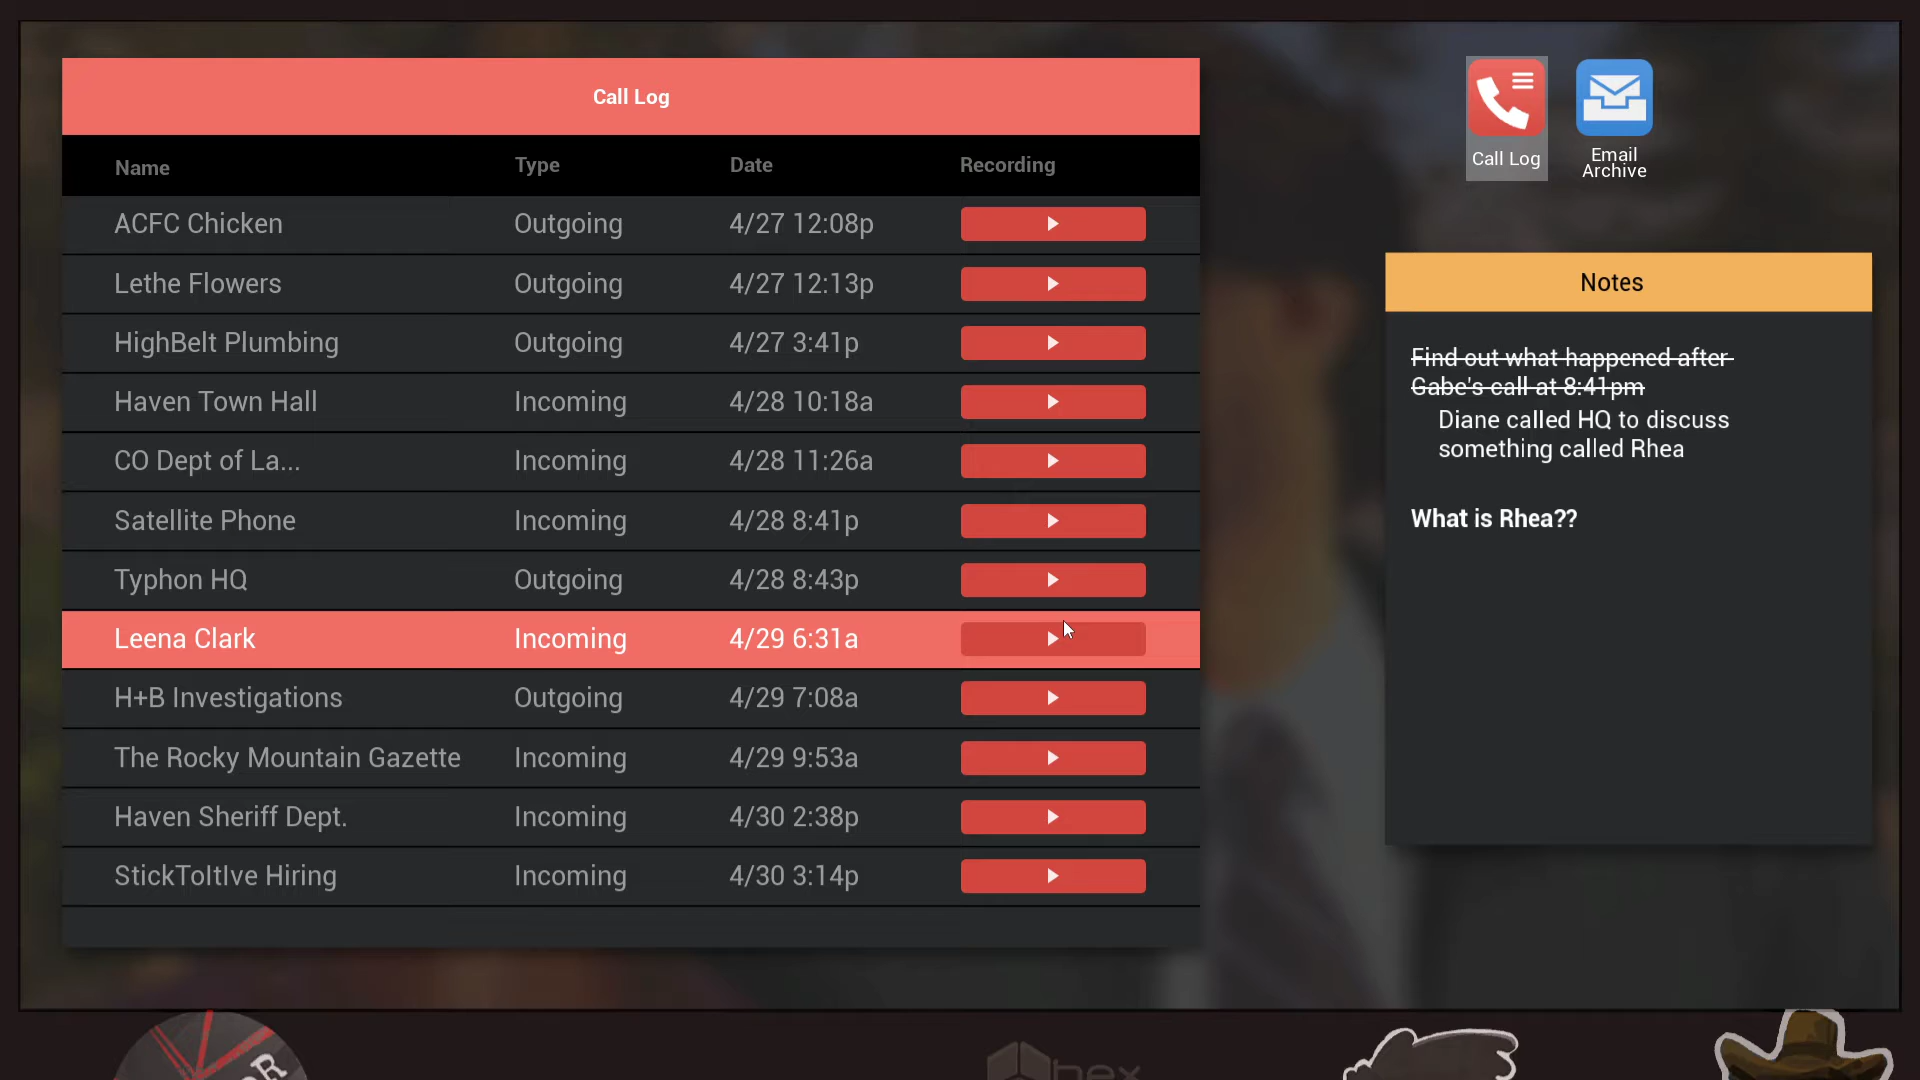 Call Log
Name Type Date Recording
ACFC Chicken Outgoing 4/27 12:08p
Lethe Flowers Outgoing 4/27 12:13p
HighBelt Plumbing Outgoing 4/27 3:41p
Haven Town Hall Incoming 4/28 10:18a
CO Dept of La... Incoming 4/28 11:26a
Satellite Phone Incoming 4/28 8:41p
Typhon HQ Outgoing 4/28 8:43p
Leena Clark Incoming 4/29 6:31a
H+B Investigations Outgoing 4/29 7:08a
The Rocky Mountain Gazette Incoming 4/29 9:53a
Haven Sheriff Dept. Incoming 4/30 2:38p
StickToItIve Hiring Incoming 4/30 3:14p
Call Log
Email
Archive
Notes
Find out what happened after
Gabe's call at 8:41pm
Diane called HQ to discuss
something called Rhea
What is Rhea??
hex